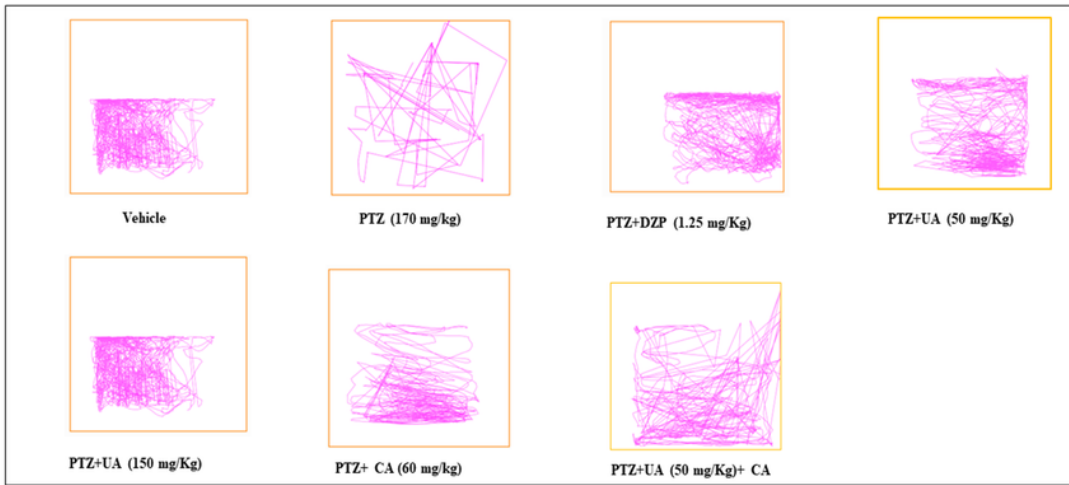 Vehicle
PTZ (170 mg/kg)
PTZ+DZP (1.25 mg/Kg)
PTZ+UA (50 mg/Kg)
PTZ+UA (150 mg/Kg)
PTZ+ CA (60 mg/kg)
PTZ+UA (50 mg/Kg)+ CA